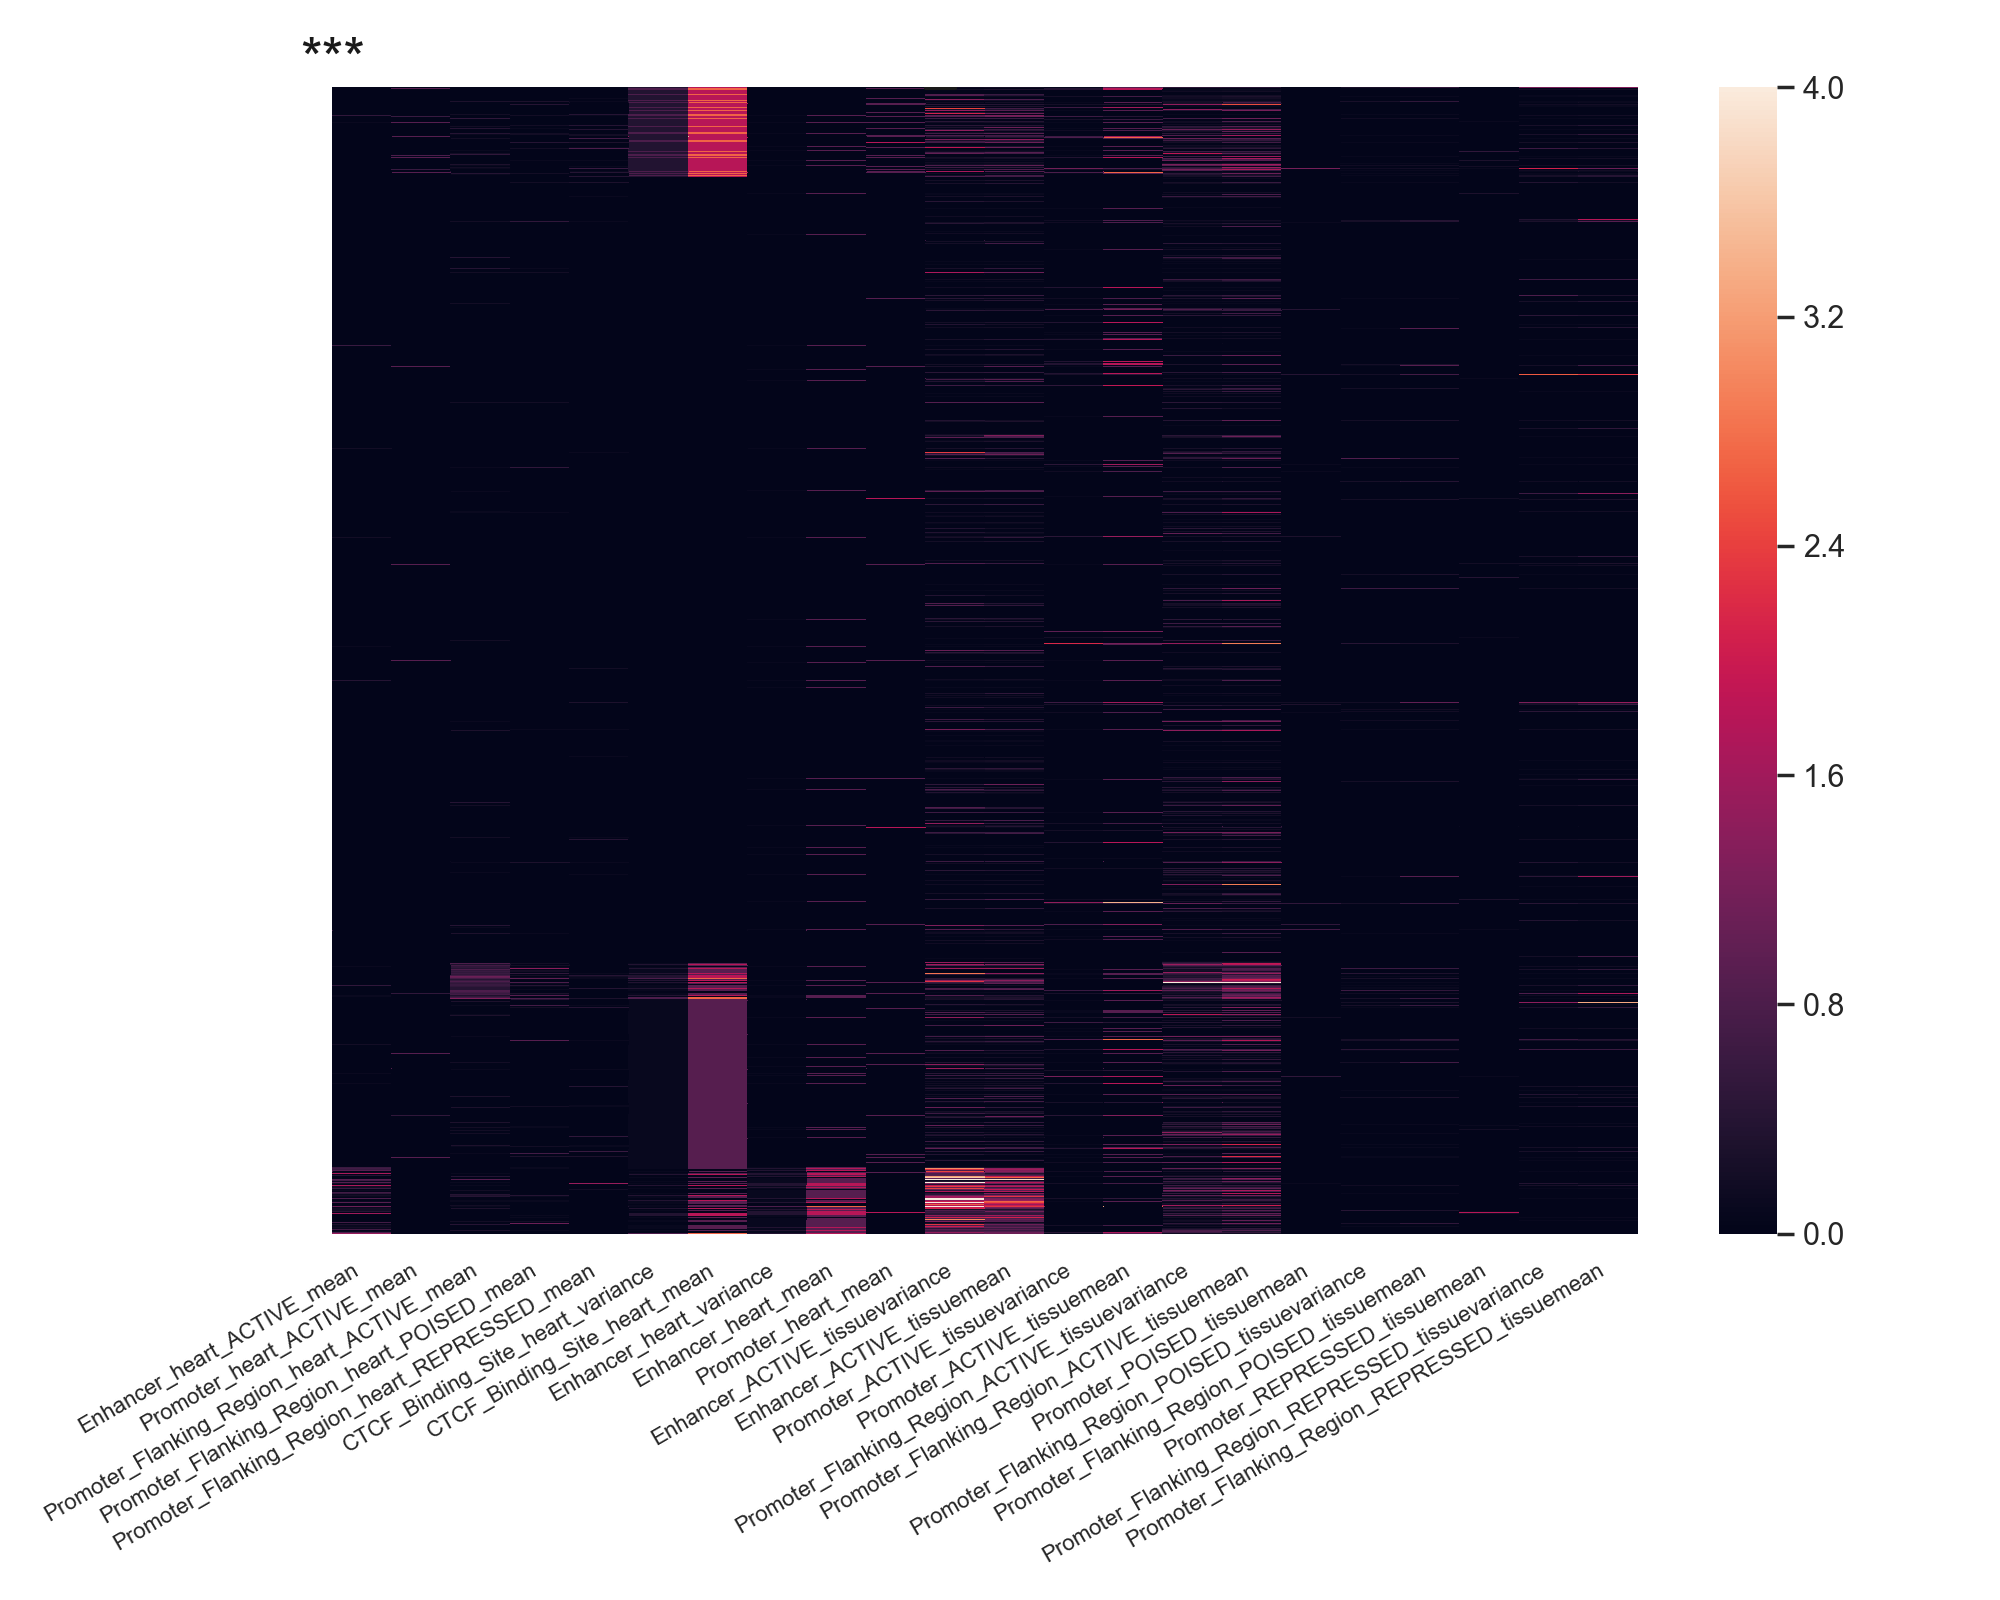 ***
4.0
3.2
2.4
1.6
0.8
0.0
Enhancer_heart_ACTIVE_mean
Promoter_heart_ACTIVE_mean
Promoter_Flanking_Region_heart_ACTIVE_mean
Promoter_Flanking_Region_heart_POISED_mean
Promoter_Flanking_Region_heart_REPRESSED_mean
CTCF_Binding_Site_heart_variance
CTCF_Binding_Site_heart_mean
Enhancer_heart_variance
Enhancer_heart_mean
Promoter_heart_mean
Enhancer_ACTIVE_tissuevariance
Enhancer_ACTIVE_tissuemean
Promoter_ACTIVE_tissuevariance
Promoter_ACTIVE_tissuemean
Promoter_Flanking_Region_ACTIVE_tissuevariance
Promoter_Flanking_Region_ACTIVE_tissuemean
Promoter_POISED_tissuemean
Promoter_Flanking_Region_POISED_tissuevariance
Promoter_Flanking_Region_POISED_tissuemean
Promoter_REPRESSED_tissuemean
Promoter_Flanking_Region_REPRESSED_tissuevariance
Promoter_Flanking_Region_REPRESSED_tissuemean